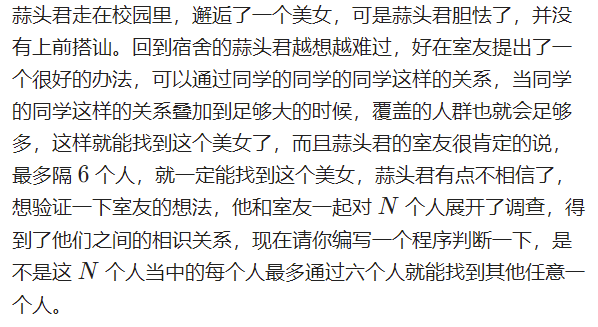 蒜头君走在校园里，邂逅了一个美女，可是蒜头君胆怯了，并没
有上前搭讪。回到宿舍的蒜头君越想越难过，好在室友提出了一
个很好的办法，可以通过同学的同学的同学这样的关系，当同学
的同学这样的关系叠加到足够大的时候，覆盖的人群也就会足够
多，这样就能找到这个美女了，而且蒜头君的室友很肯定的说，
最多隔 6 个人，就一定能找到这个美女，蒜头君有点不相信了，
想验证一下室友的想法，他和室友一起对 N 个人展开了调查，得
到了他们之间的相识关系，现在请你编写一个程序判断一下，是
不是这 N 个人当中的每个人最多通过六个人就能找到其他任意一
个人。